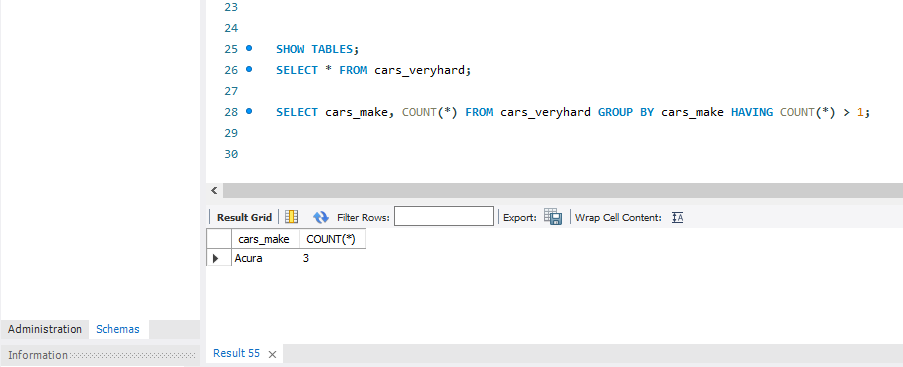 23
24
25 SHOW TABLES;
26 SELECT * FROM cars_veryhard;
27
28 SELECT cars_make, COUNT(*) FROM cars_veryhard GROUP BY cars_make HAVING COUNT(*) > 1;
29
30
Result Grid Filter Rows: Export: Wrap Cell Content: IA
cars_make COUNT(*)
Acura 3
Administration Schemas
Information
Result 55 ×